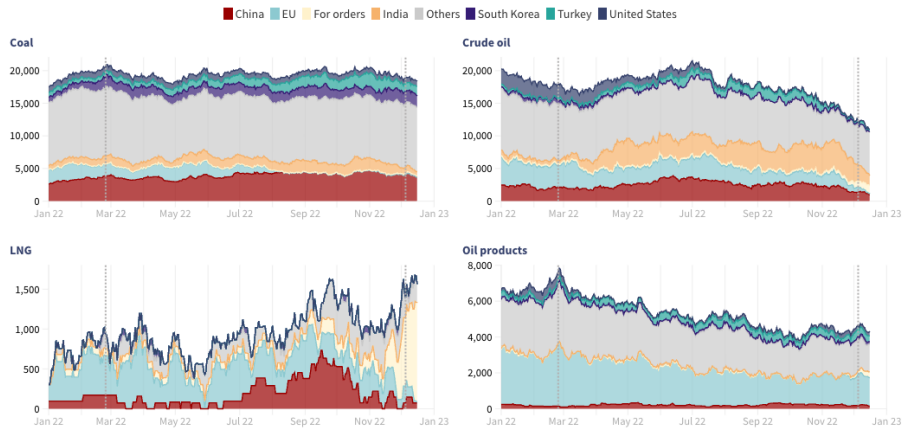 China EU For orders India Others South Korea Turkey United States
Coal
20,000
15,000
10,000
5,000
0
Jan 22 Mar 22 May 22 Jul 22 Sep 22 Nov 22 Jan 23
Crude oil
20,000
15,000
10,000
5,000
0
Jan 22 Mar 22 May 22 Jul 22 Sep 22 Nov 22 Jan 23
LNG
1,500
1,000
500
0
Jan 22 Mar 22 May 22 Jul 22 Sep 22 Nov 22 Jan 23
Oil products
8,000
6,000
4,000
2,000
0
Jan 22 Mar 22 May 22 Jul 22 Sep 22 Nov 22 Jan 23